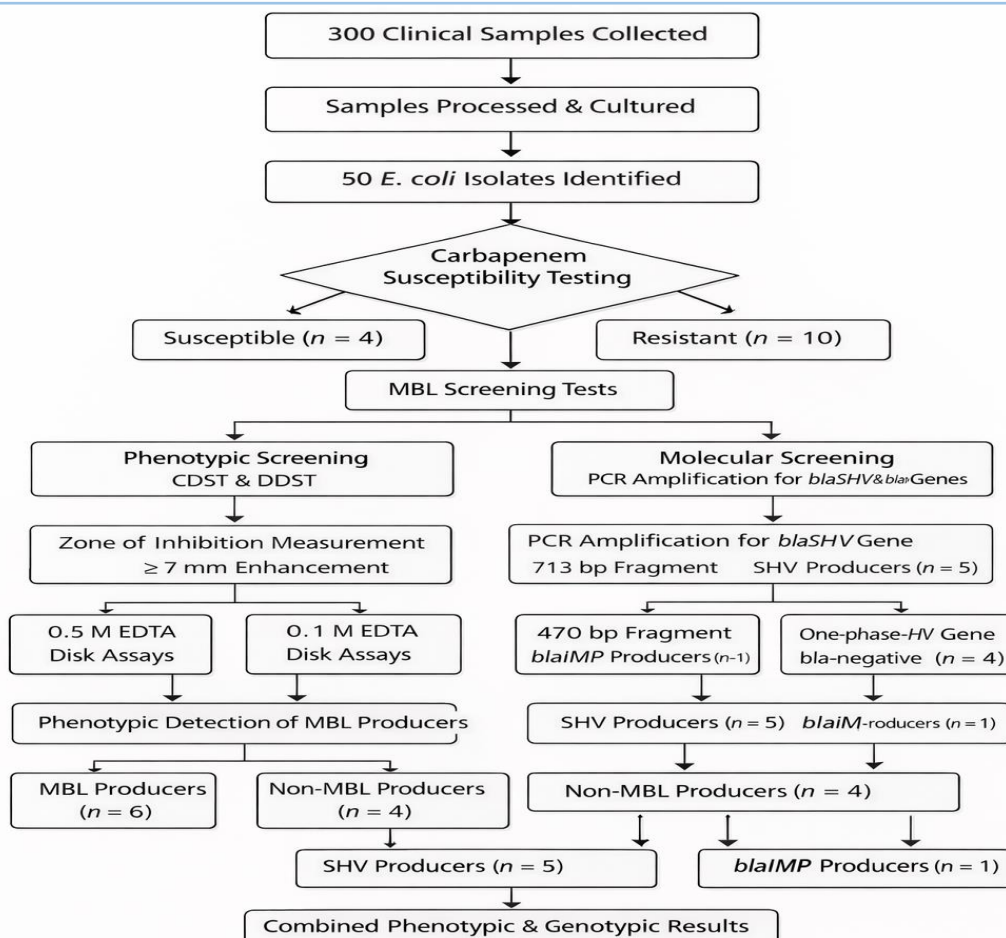 300 Clinical Samples Collected
Samples Processed & Cultured
50 E. coli Isolates Identified
Carbapenem
Susceptibility Testing
Susceptible (n = 4)
Resistant (n = 10)
MBL Screening Tests
Phenotypic Screening
CDST & DDST
Molecular Screening
PCR Amplification for blaSHV& Genes
Zone of Inhibition Measurement
≥ 7 mm Enhancement
PCR Amplification for blaSHV Gene
713 bp Fragment SHV Producers (n = 5)
0.5 M EDTA
Disk Assays
0.1 M EDTA
Disk Assays
470 bp Fragment
blaiMP Producers (n-1)
One-phase-HV Gene
bla-negative (n = 4)
Phenotypic Detection of MBL Producers
SHV Producers (n = 5) blaiM-roducers (n = 1)
MBL Producers
(n = 6)
Non-MBL Producers
(n = 4)
Non-MBL Producers (n = 4)
SHV Producers (n = 5)
blaIMP Producers (n = 1)
Combined Phenotypic & Genotypic Results